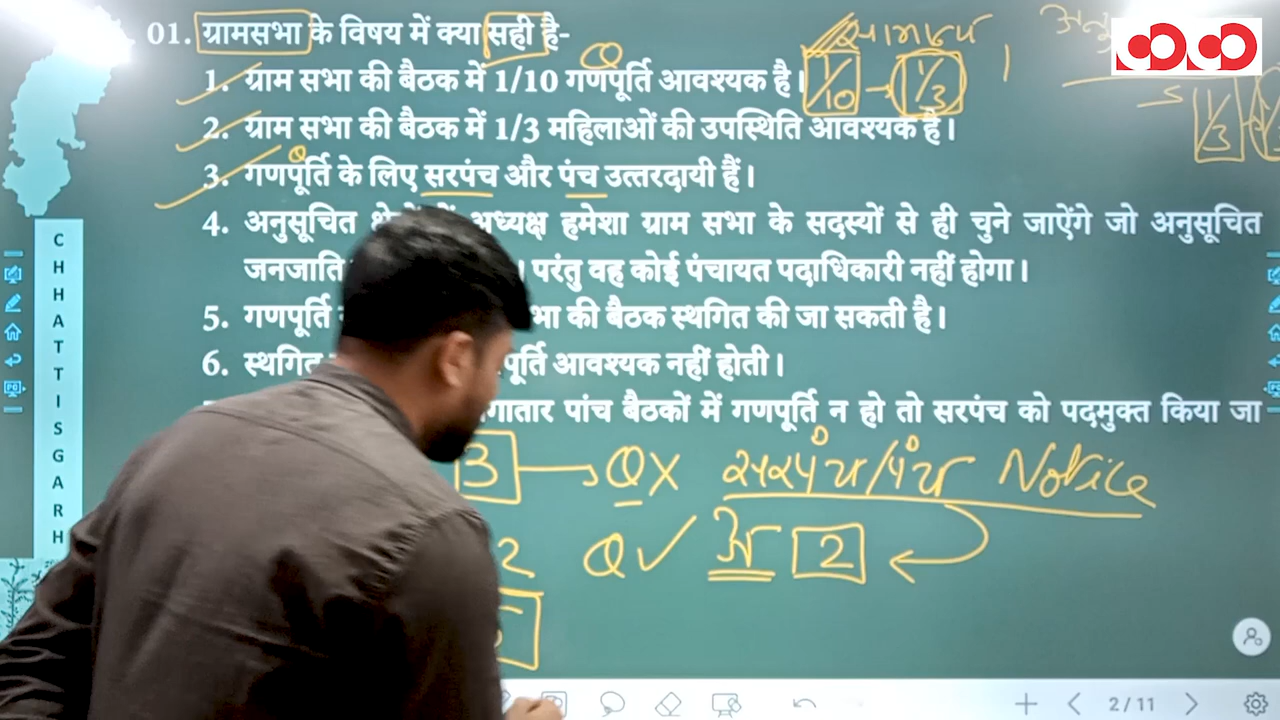 01. ग्रामसभा के विषय में क्या सही है-
Q
सामान्य
1. ग्राम सभा की बैठक में 1/10 गणपूर्ति आवश्यक है।
1/10 → 1/3
2. ग्राम सभा की बैठक में 1/3 महिलाओं की उपस्थिति आवश्यक है।
1/3
Q
3. गणपूर्ति के लिए सरपंच और पंच उत्तरदायी हैं।
4. अनुसूचित अध्यक्ष हमेशा ग्राम सभा के सदस्यों से ही चुने जाऐंगे जो अनुसूचित
जनजाति । परंतु वह कोई पंचायत पदाधिकारी नहीं होगा।
5. गणपूर्ति भा की बैठक स्थगित की जा सकती है।
6. स्थगित पूर्ति आवश्यक नहीं होती।
गातार पांच बैठकों में गणपूर्ति न हो तो सरपंच को पदमुक्त किया जा
3 → Q X सरपंच/पंच Notice
2 Q ✓ अ 2
CHHATTISGARH
2/11